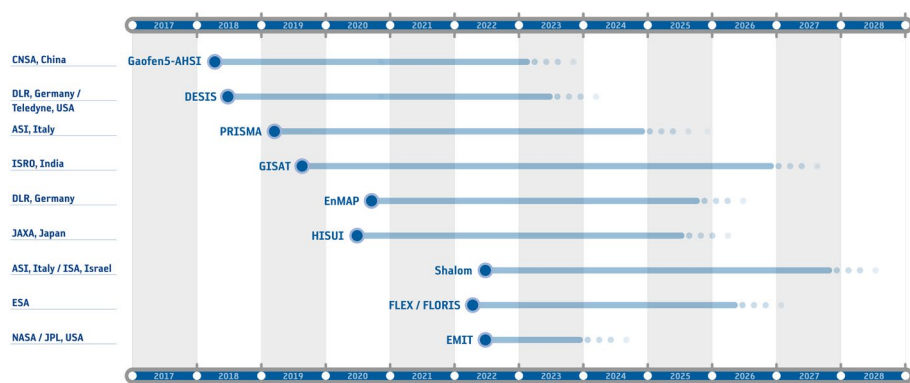 2017 2018 2019 2020 2021 2022 2023 2024 2025 2026 2027 2028
CNSA, China Gaofen5-AHSI
DLR, Germany /
Teledyne, USA DESIS
ASI, Italy PRISMA
ISRO, India GISAT
DLR, Germany EnMAP
JAXA, Japan HISUI
ASI, Italy / ISA, Israel Shalom
ESA FLEX / FLORIS
NASA / JPL, USA EMIT
2017 2018 2019 2020 2021 2022 2023 2024 2025 2026 2027 2028